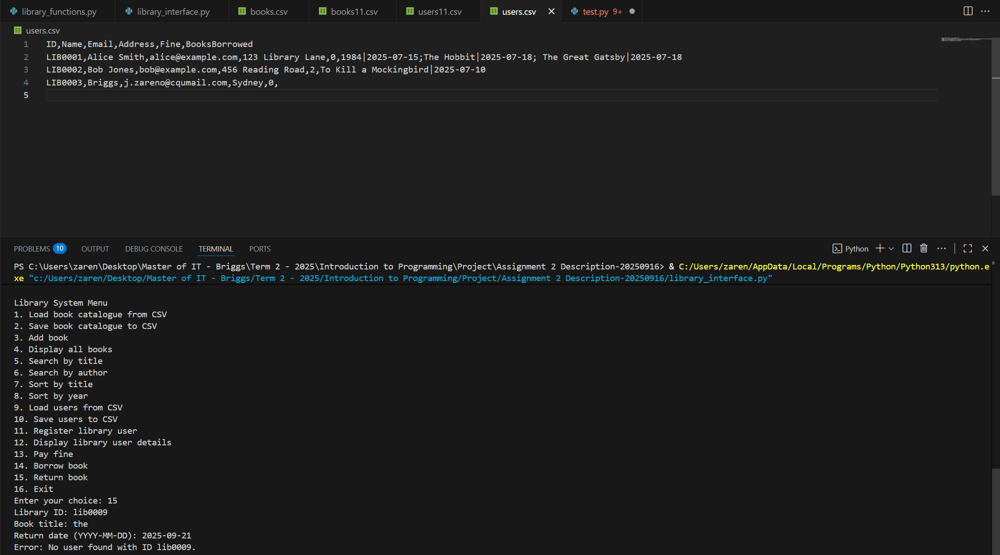 library_functions.py library_interface.py books.csv books11.csv users11.csv users.csv test.py 9+
users.csv
1 ID,Name,Email,Address,Fine,BooksBorrowed
2 LIB0001,Alice Smith,alice@example.com,123 Library Lane,0,1984|2025-07-15;The Hobbit|2025-07-18; The Great Gatsby|2025-07-18
3 LIB0002,Bob Jones,bob@example.com,456 Reading Road,2,To Kill a Mockingbird|2025-07-10
4 LIB0003,Briggs,j.zareno@cqumail.com,Sydney,0,
5
PROBLEMS 10 OUTPUT DEBUG CONSOLE TERMINAL PORTS Python
PS C:\Users\zaren\Desktop\Master of IT - Briggs\Term 2 - 2025\Introduction to Programming\Project\Assignment 2 Description-20250916> & C:/Users/zaren/AppData/Local/Programs/Python/Python313/python.e
xe "c:/Users/zaren/Desktop/Master of IT - Briggs/Term 2 - 2025/Introduction to Programming/Project/Assignment 2 Description-20250916/library_interface.py"
Library System Menu
1. Load book catalogue from CSV
2. Save book catalogue to CSV
3. Add book
4. Display all books
5. Search by title
6. Search by author
7. Sort by title
8. Sort by year
9. Load users from CSV
10. Save users to CSV
11. Register library user
12. Display library user details
13. Pay fine
14. Borrow book
15. Return book
16. Exit
Enter your choice: 15
Library ID: lib0009
Book title: the
Return date (YYYY-MM-DD): 2025-09-21
Error: No user found with ID lib0009.